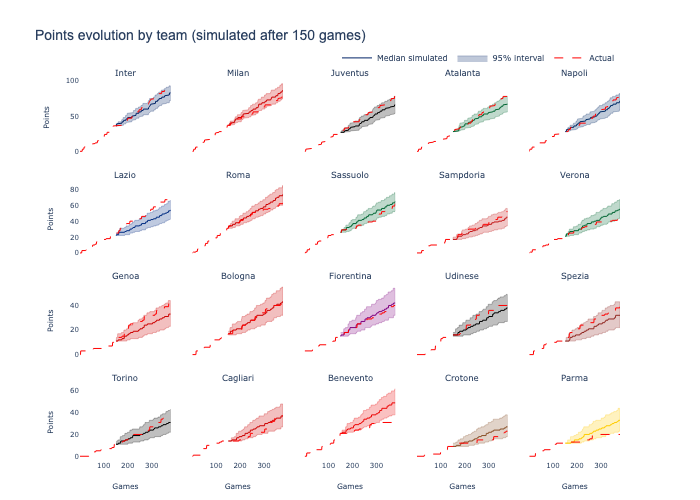 Points evolution by team (simulated after 150 games)
Median simulated 95% interval Actual
Inter Milan Juventus Atalanta Napoli
100
50
0
Points
Lazio Roma Sassuolo Sampdoria Verona
80
60
40
20
0
Points
Genoa Bologna Fiorentina Udinese Spezia
40
20
0
Points
Torino Cagliari Benevento Crotone Parma
60
40
20
0
Points
100 200 300 100 200 300 100 200 300 100 200 300 100 200 300
Games Games Games Games Games